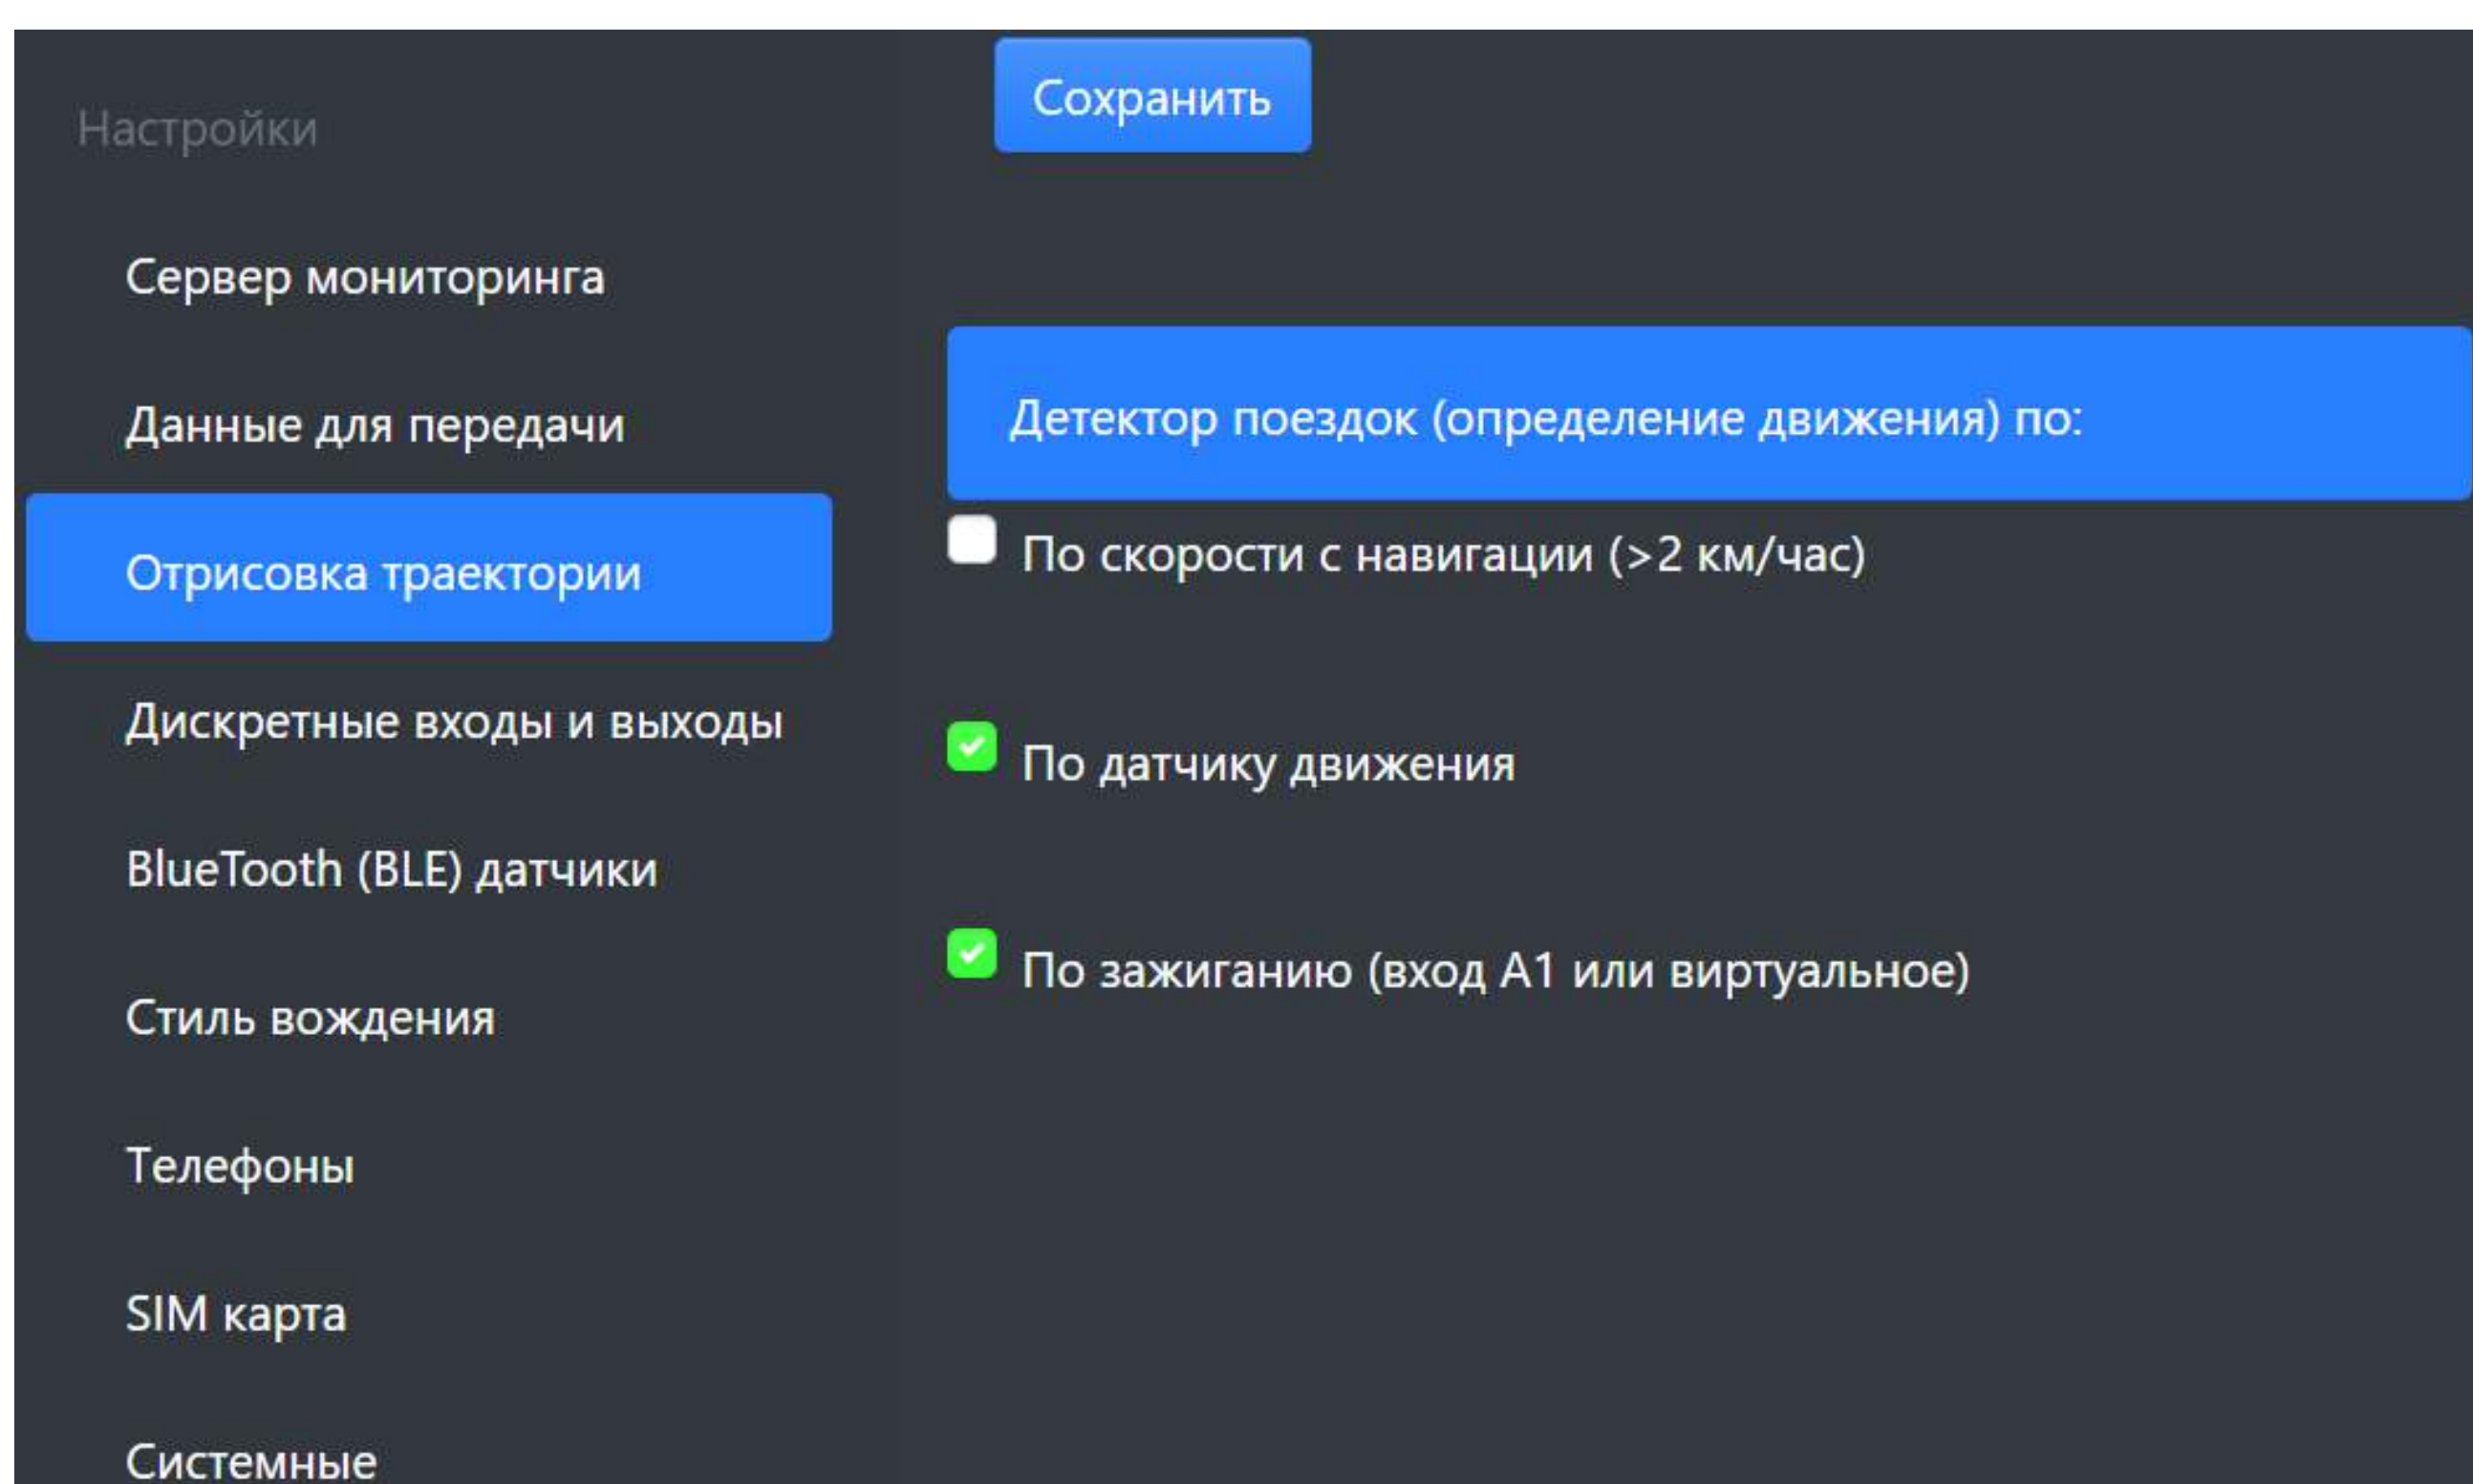 Настройки
Сервер мониторинга
Данные для передачи
Отрисовка траектории
Дискретные входы и выходы
BlueTooth (BLE) датчики
Стиль вождения
Телефоны
SIM карта
Системные
Сохранить
Детектор поездок (определение движения) по:
По скорости с навигации (>2 км/час)
По датчику движения
По зажиганию (вход А1 или виртуальное)